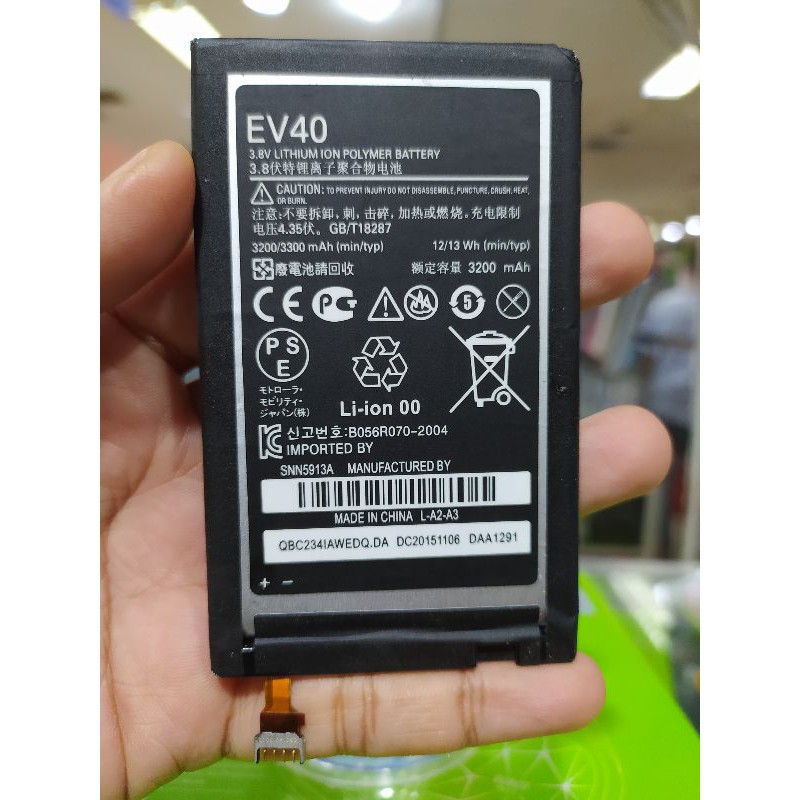 EV40
3.8V LITHIUM ION POLYMER BATTERY
3.8伏特锂离子聚合物电池
CAUTION: TO PREVENT INJURY DO NOT DISASSEMBLE, PUNCTURE, CRUSH, HEAT, OR BURN.
注意:不要拆卸,刺,击碎,加热或燃烧。充电限制
电压4.35伏。GB/T18287
3200/3300 mAh (min/typ) 12/13 Wh (min/typ)
廢電池請回收 额定容量 3200 mAh
CE PG 5
PSE
モトローラ・
モビリティ・
ジャパン(株)
Li-ion 00
신고번호:B056R070-2004
IMPORTED BY
SNN5913A MANUFACTURED BY
MADE IN CHINA L-A2-A3
QBC234IAWEDQ.DA DC20151106 DAA1291
+ -